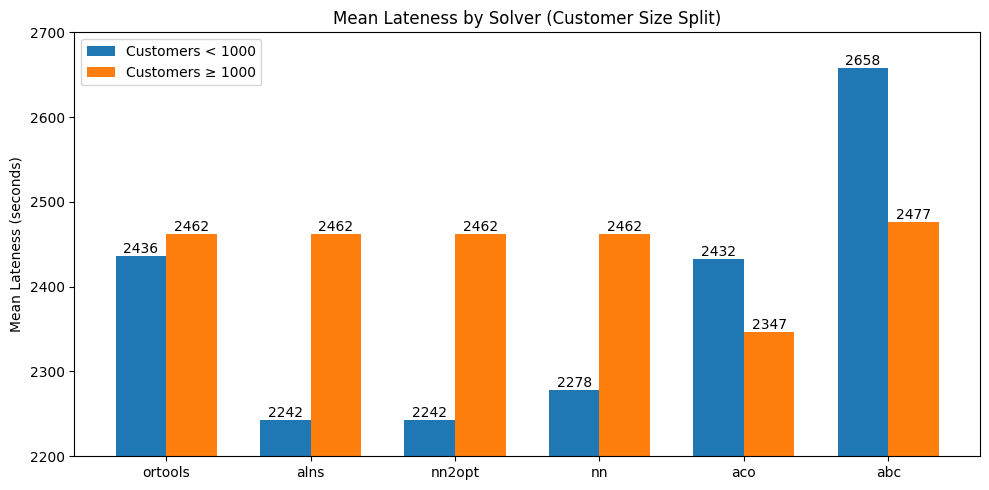 Mean Lateness by Solver (Customer Size Split)
Customers < 1000
Customers ≥ 1000
Mean Lateness (seconds)
2700
2600
2500
2400
2300
2200
2436
2462
2242
2462
2242
2462
2278
2462
2432
2347
2658
2477
ortools
alns
nn2opt
nn
aco
abc